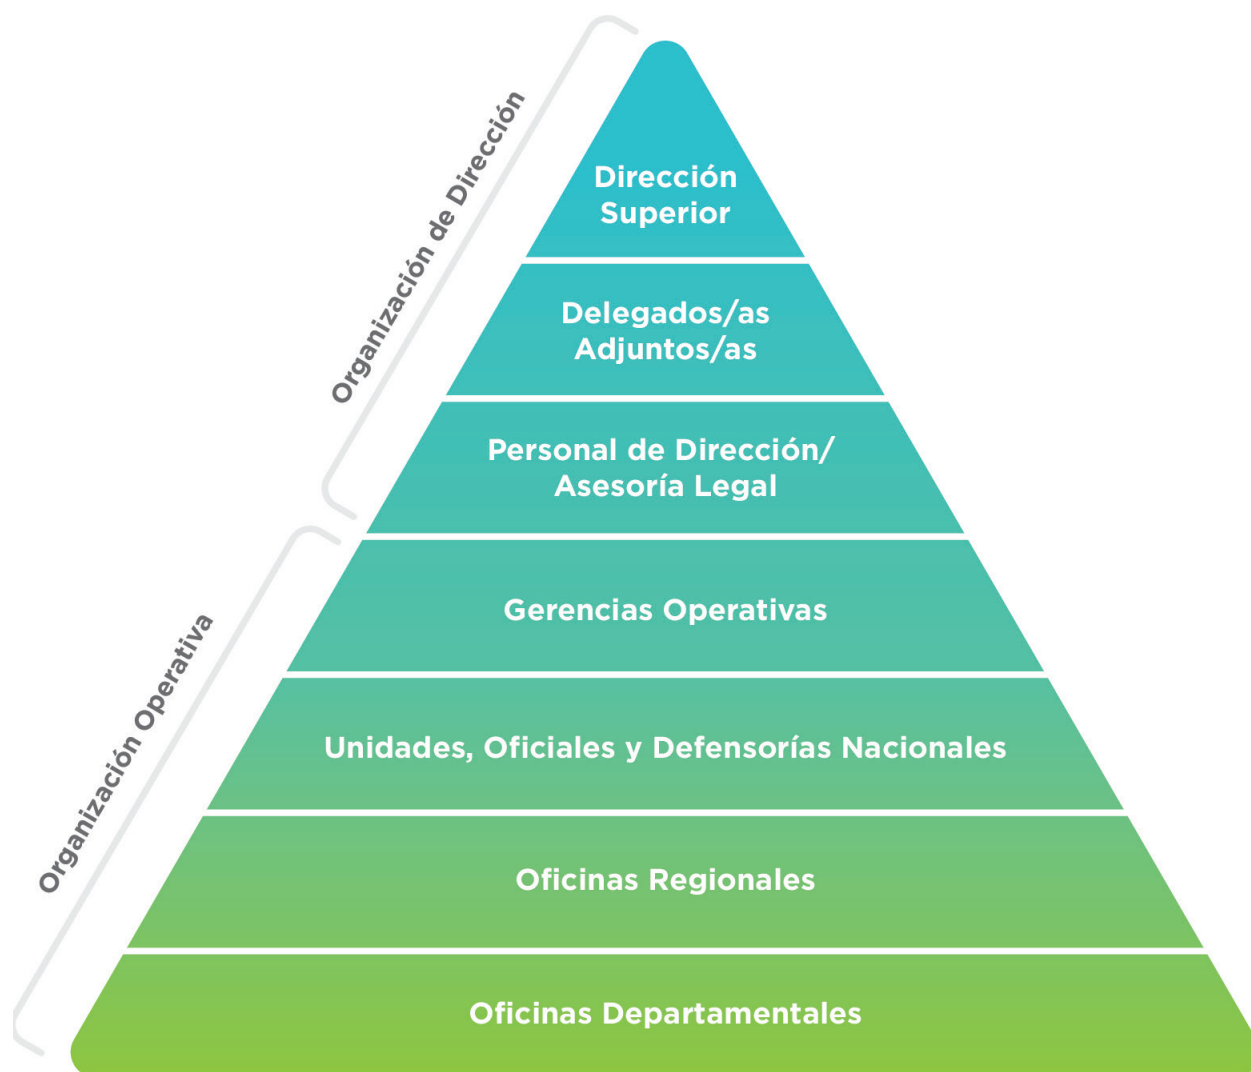 Organización de Dirección
Dirección
Superior
Delegados/as
Adjuntos/as
Personal de Dirección/
Asesoría Legal
Organización Operativa
Gerencias Operativas
Unidades, Oficiales y Defensorías Nacionales
Oficinas Regionales
Oficinas Departamentales